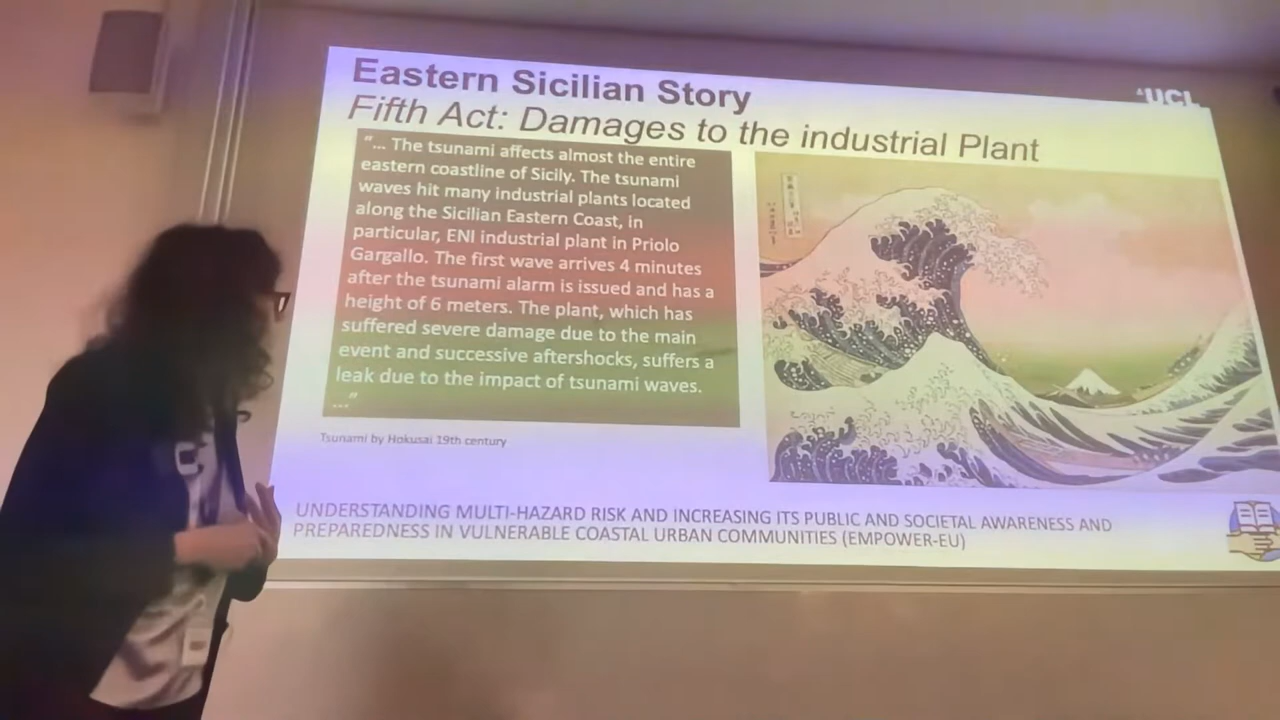 Eastern Sicilian Story
UCL
Fifth Act: Damages to the industrial Plant
"... The tsunami affects almost the entire
eastern coastline of Sicily. The tsunami
waves hit many industrial plants located
along the Sicilian Eastern Coast, in
particular, ENI industrial plant in Priolo
Gargallo. The first wave arrives 4 minutes
after the tsunami alarm is issued and has a
height of 6 meters. The plant, which has
suffered severe damage due to the main
event and successive aftershocks, suffers a
leak due to the impact of tsunami waves.
..."
Tsunami by Hokusai 19th century
UNDERSTANDING MULTI-HAZARD RISK AND INCREASING ITS PUBLIC AND SOCIETAL AWARENESS AND
PREPAREDNESS IN VULNERABLE COASTAL URBAN COMMUNITIES (EMPOWER-EU)